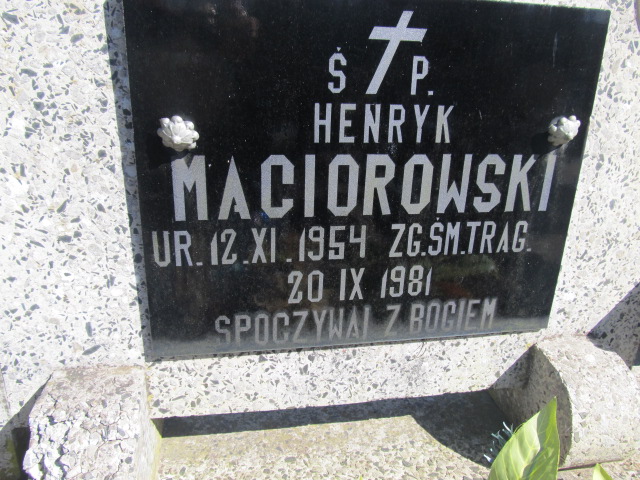 Ś P.
HENRYK
MACIOROWSKI
UR. 12. XI. 1954 ZG. ŚM. TRAG.
20 IX 1981
SPOCZYWAJ Z BOGIEM